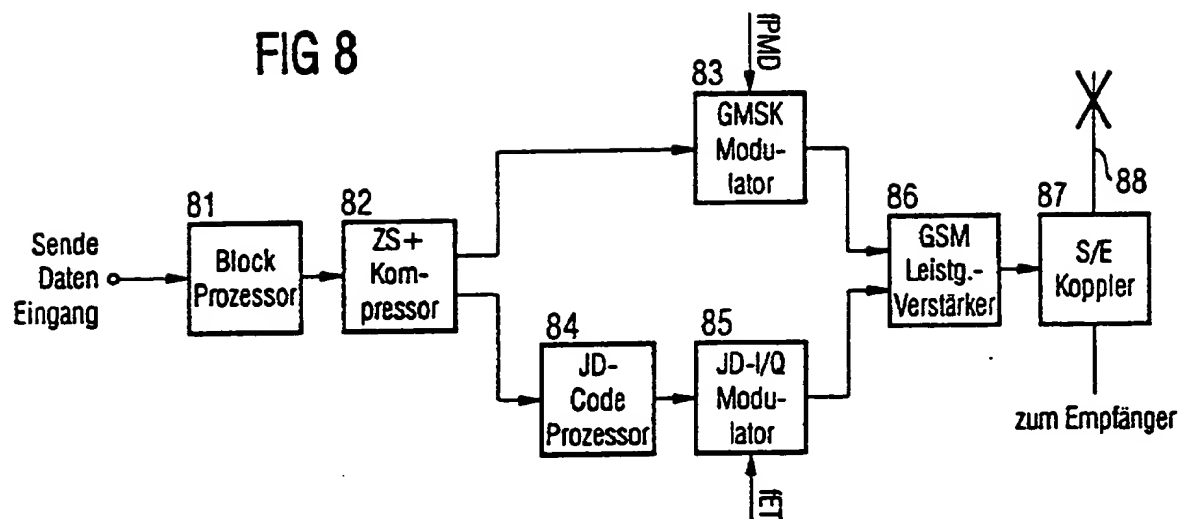 FIG 8
fPMD
83
GMSK
Modu-
lator
81
82
Sende
Daten
Eingang
Block
Prozessor
ZS+
Kom-
pressor
84
JD-
Code
Prozessor
85
JD-I/Q
Modu-
lator
fET
86
GSM
Leistg.-
Verstärker
87
88
S/E
Koppler
zum Empfänger